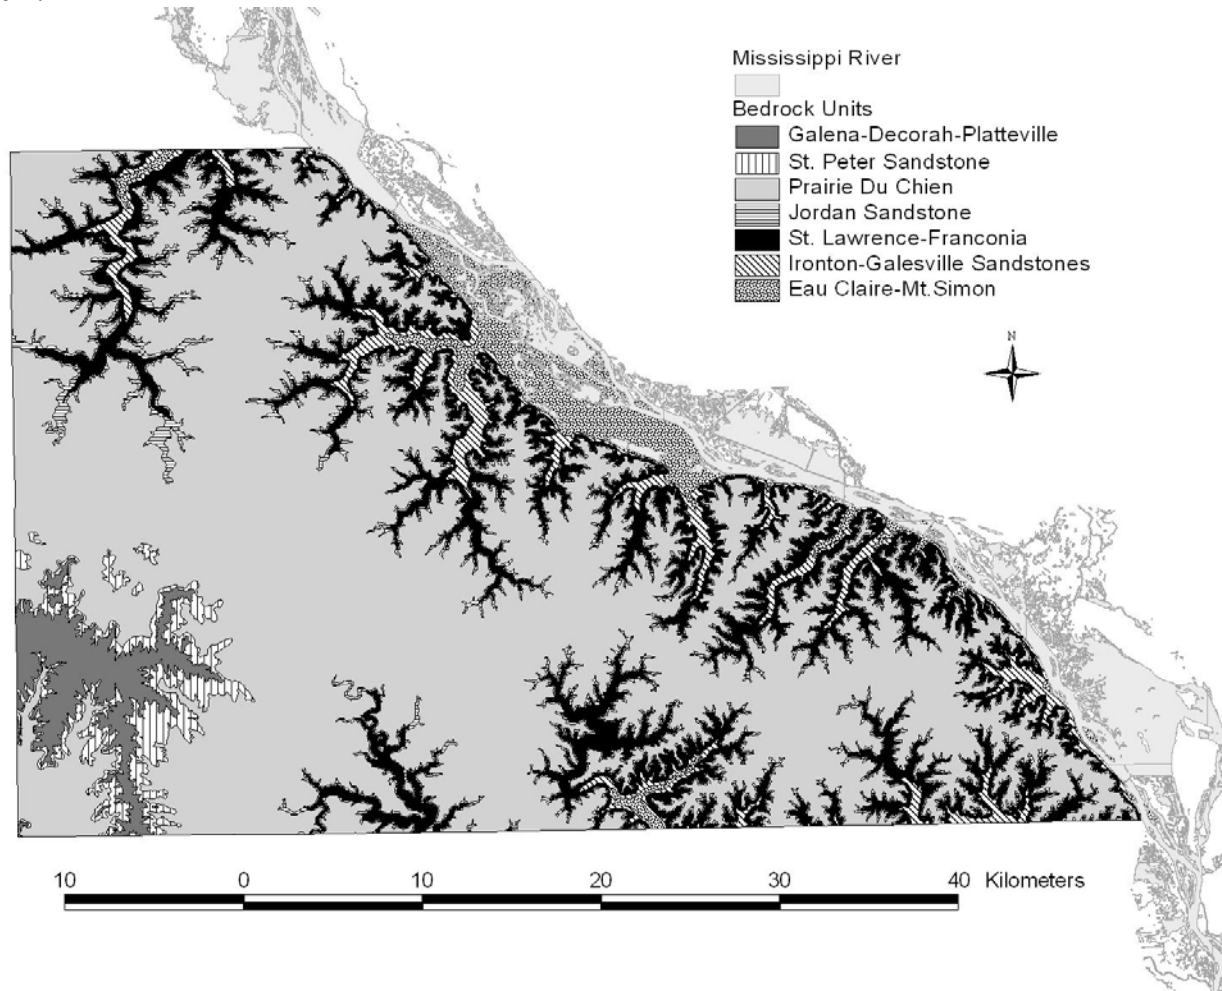 Mississippi River
Bedrock Units
Galena-Decorah-Platteville
St. Peter Sandstone
Prairie Du Chien
Jordan Sandstone
St. Lawrence-Franconia
Ironton-Galesville Sandstones
Eau Claire-Mt.Simon
N
10 0 10 20 30 40 Kilometers